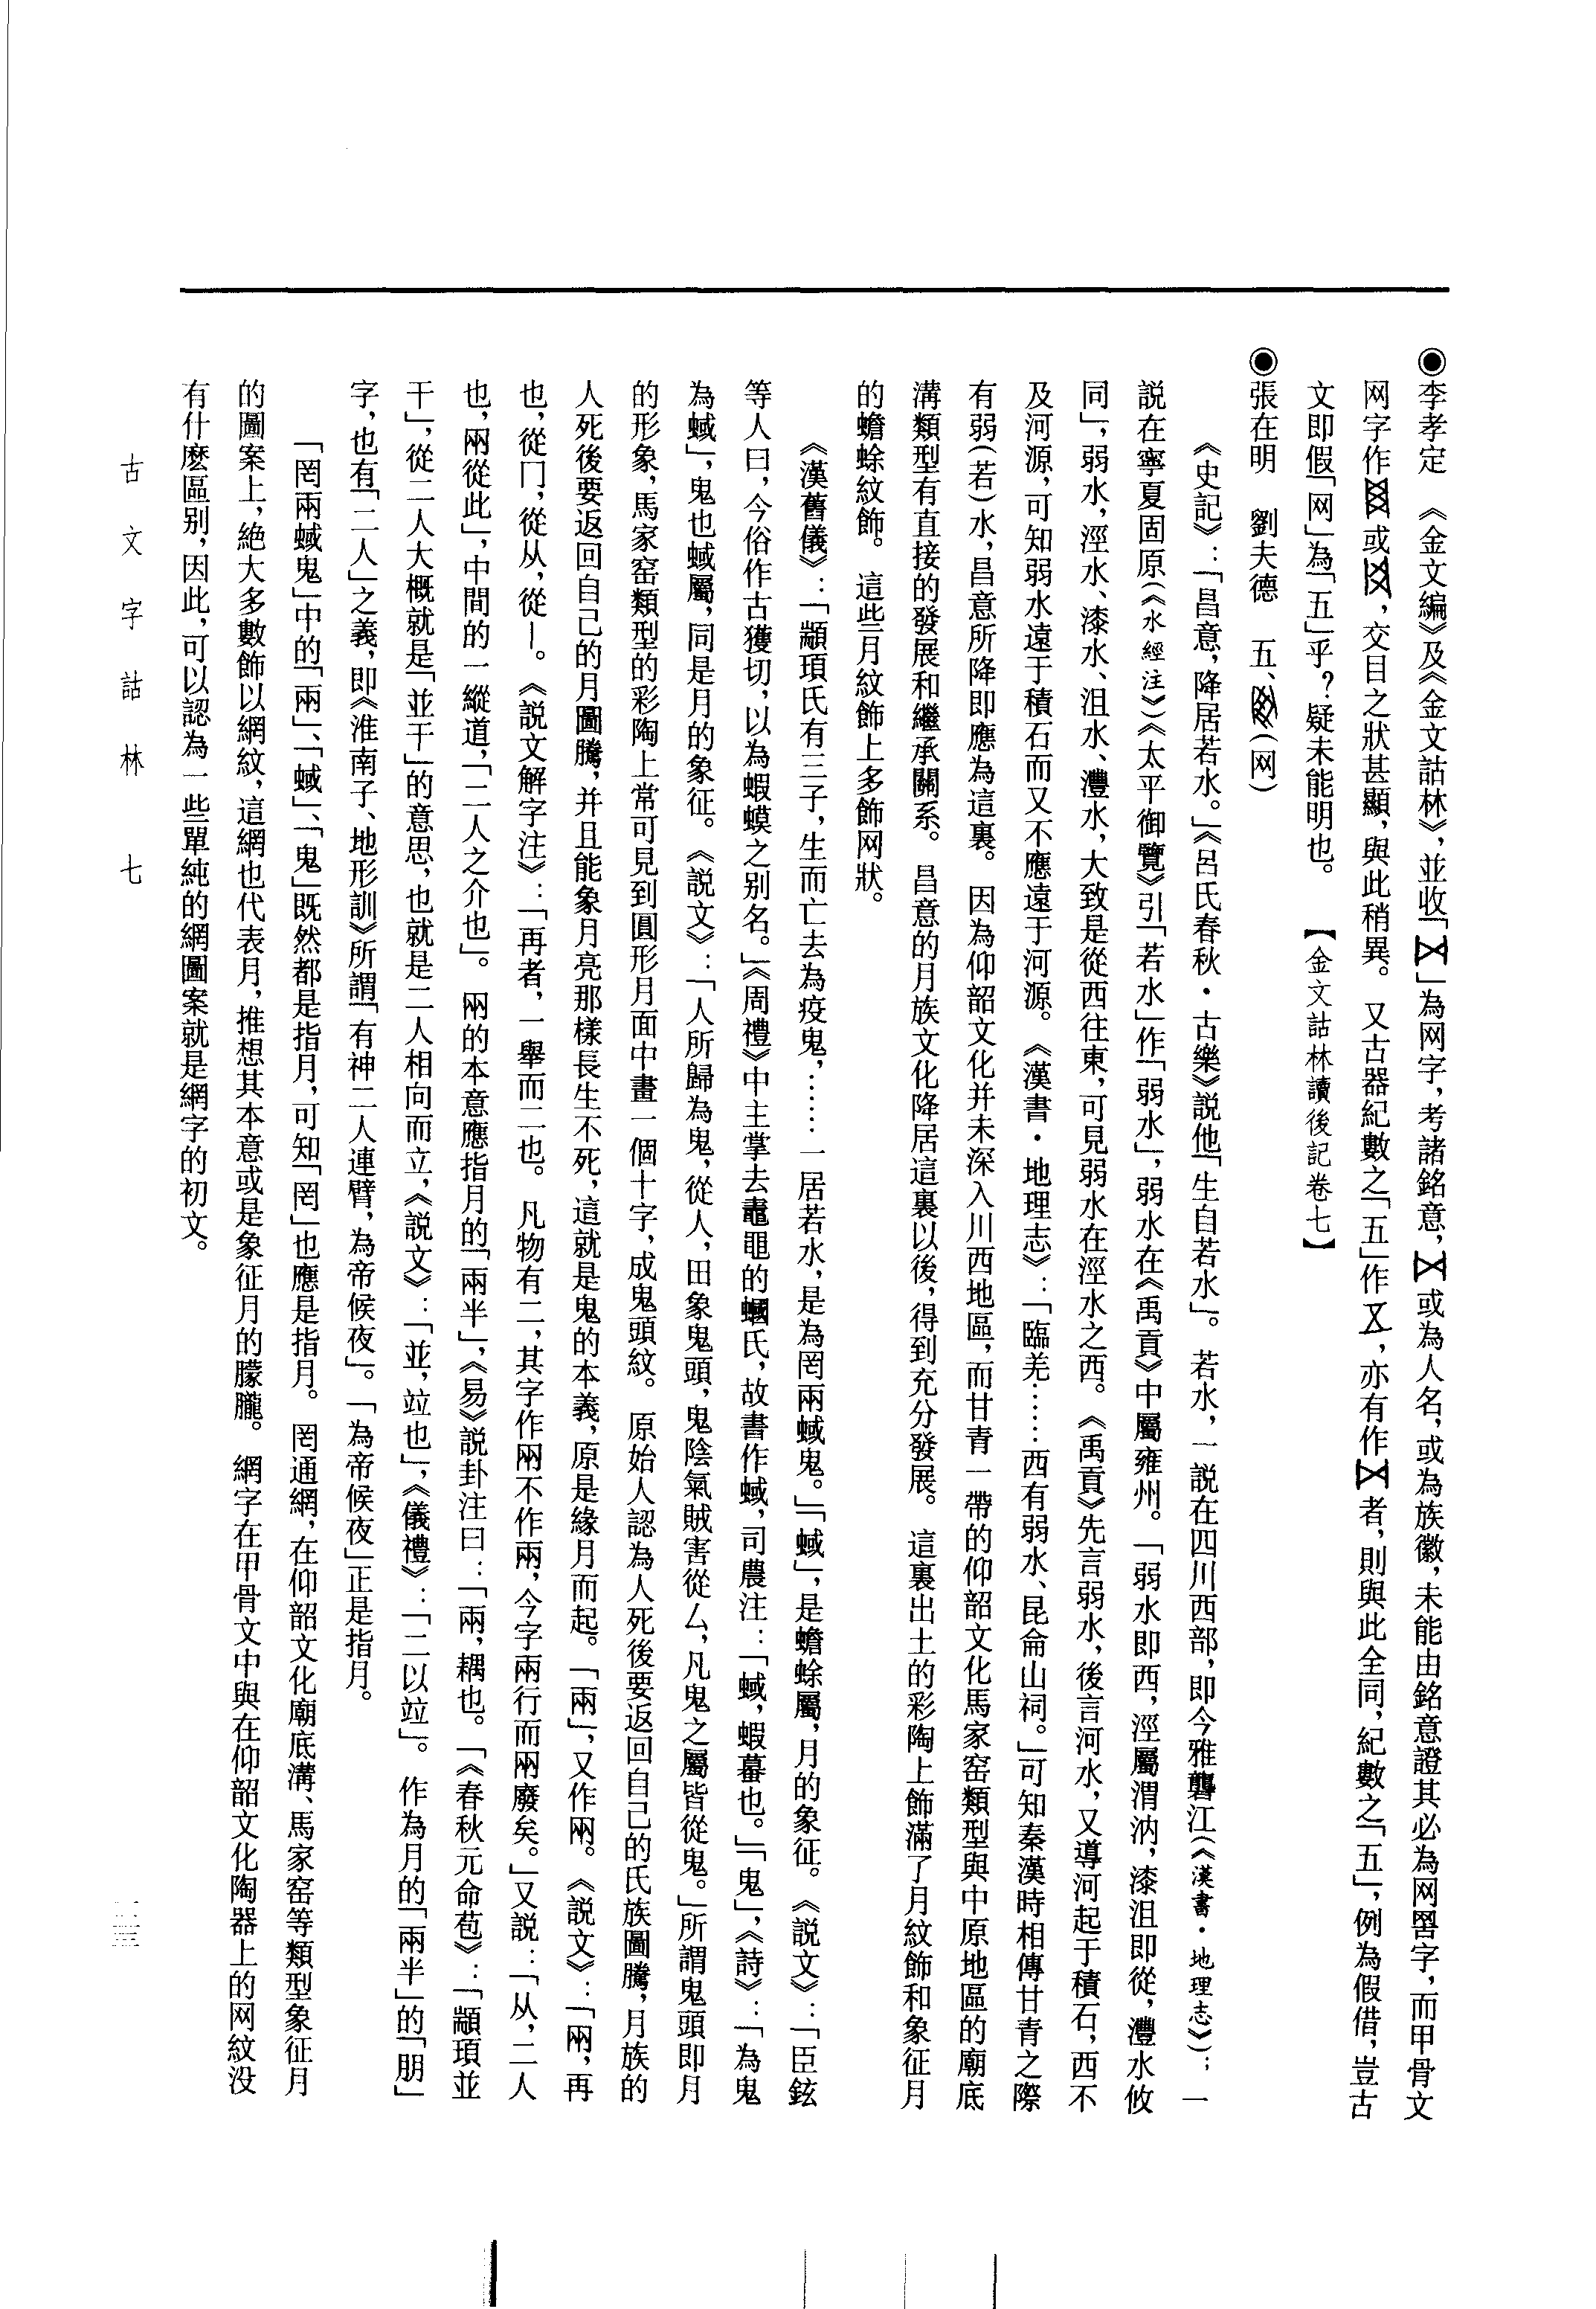 ◉李孝定　《金文編》及《金文詁林》，並收「」為网字，考諸銘意，或為人名，或為族徽，未能由銘意證其必為网罟字，而甲骨文
网字作或，交目之狀甚顯，與此稍異。又古器紀數之「五」作，亦有作者，則與此全同，紀數之「五」，例為假借，豈古
文即假「网」為「五」乎？疑未能明也。　【金文詁林讀後記卷七】
◉張在明　劉夫德　五、（网）
《史記》：「昌意，降居若水。」《呂氏春秋·古樂》説他「生自若水」。若水，一説在四川西部，即今雅礱江（《漢書·地理志》）；一
説在寧夏固原（《水經注》）《太平御覽》引「若水」作「弱水」，弱水在《禹貢》中屬雍州。「弱水即西，涇屬渭汭，漆沮即從，灃水攸
同」，弱水，涇水、漆水、沮水、灃水，大致是從西往東，可見弱水在涇水之西。《禹貢》先言弱水，後言河水，又導河起于積石，西不
及河源，可知弱水遠于積石而又不應遠于河源。《漢書·地理志》：「臨羌……西有弱水、昆侖山祠。」可知秦漢時相傳甘青之際
有弱（若）水，昌意所降即應為這裏。因為仰韶文化并未深入川西地區，而甘青一帶的仰韶文化馬家窑類型與中原地區的廟底
溝類型有直接的發展和繼承關系。昌意的月族文化降居這裏以後，得到充分發展。這裏出土的彩陶上飾滿了月紋飾和象征月
的蟾蜍紋飾。這些月紋飾上多飾网狀。
《漢舊儀》：「顓頊氏有三子，生而亡去為疫鬼，……一居若水，是為罔兩蜮鬼。」「蜮」，是蟾蜍屬，月的象征。《説文》：「臣鉉
等人曰，今俗作古獲切，以為蝦蟆之别名。」《周禮》中主掌去鼃黽的蟈氏，故書作蜮，司農注：「蜮，蝦蟇也。」「鬼」，《詩》：「為鬼
為蜮」，鬼也蜮屬，同是月的象征。《説文》：「人所歸為鬼，從人，田象鬼頭，鬼陰氣賊害從厶，凡鬼之屬皆從鬼。」所謂鬼頭即月
的形象，馬家窑類型的彩陶上常可見到圓形月面中畫一個十字，成鬼頭紋。原始人認為人死後要返回自己的氏族圖騰，月族的
人死後要返回自己的月圖騰，并且能象月亮那樣長生不死，這就是鬼的本義，原是緣月而起。「兩」，又作㒳。《説文》：「㒳，再
也，從冂，從从，從丨。《説文解字注》：「再者，一舉而二也。凡物有二，其字作㒳不作兩，今字兩行而㒳廢矣。」又説：「从，二人
也，兩從此」，中間的一縱道，「二人之介也」。兩的本意應指月的「兩半」，《易》説卦注曰：「兩，耦也。「《春秋元命苞》：「顓頊並
干」，從二人大概就是「並干」的意思，也就是二人相向而立，《説文》：「並，竝也」，《儀禮》：「二以竝」。作為月的「兩半」的「朋」
字，也有「二人」之義，即《淮南子、地形訓》所謂「有神二人連臂，為帝候夜」。「為帝候夜」正是指月。
「罔兩蜮鬼」中的「兩」、「蜮」、「鬼」既然都是指月，可知「罔」也應是指月。罔通網，在仰韶文化廟底溝、馬家窑等類型象征月
的圖案上，絶大多數飾以網紋，這網也代表月，推想其本意或是象征月的朦朧。網字在甲骨文中與在仰韶文化陶器上的网紋没
有什麽區别，因此，可以認為一些單純的網圖案就是網字的初文。
古文字詁林　七